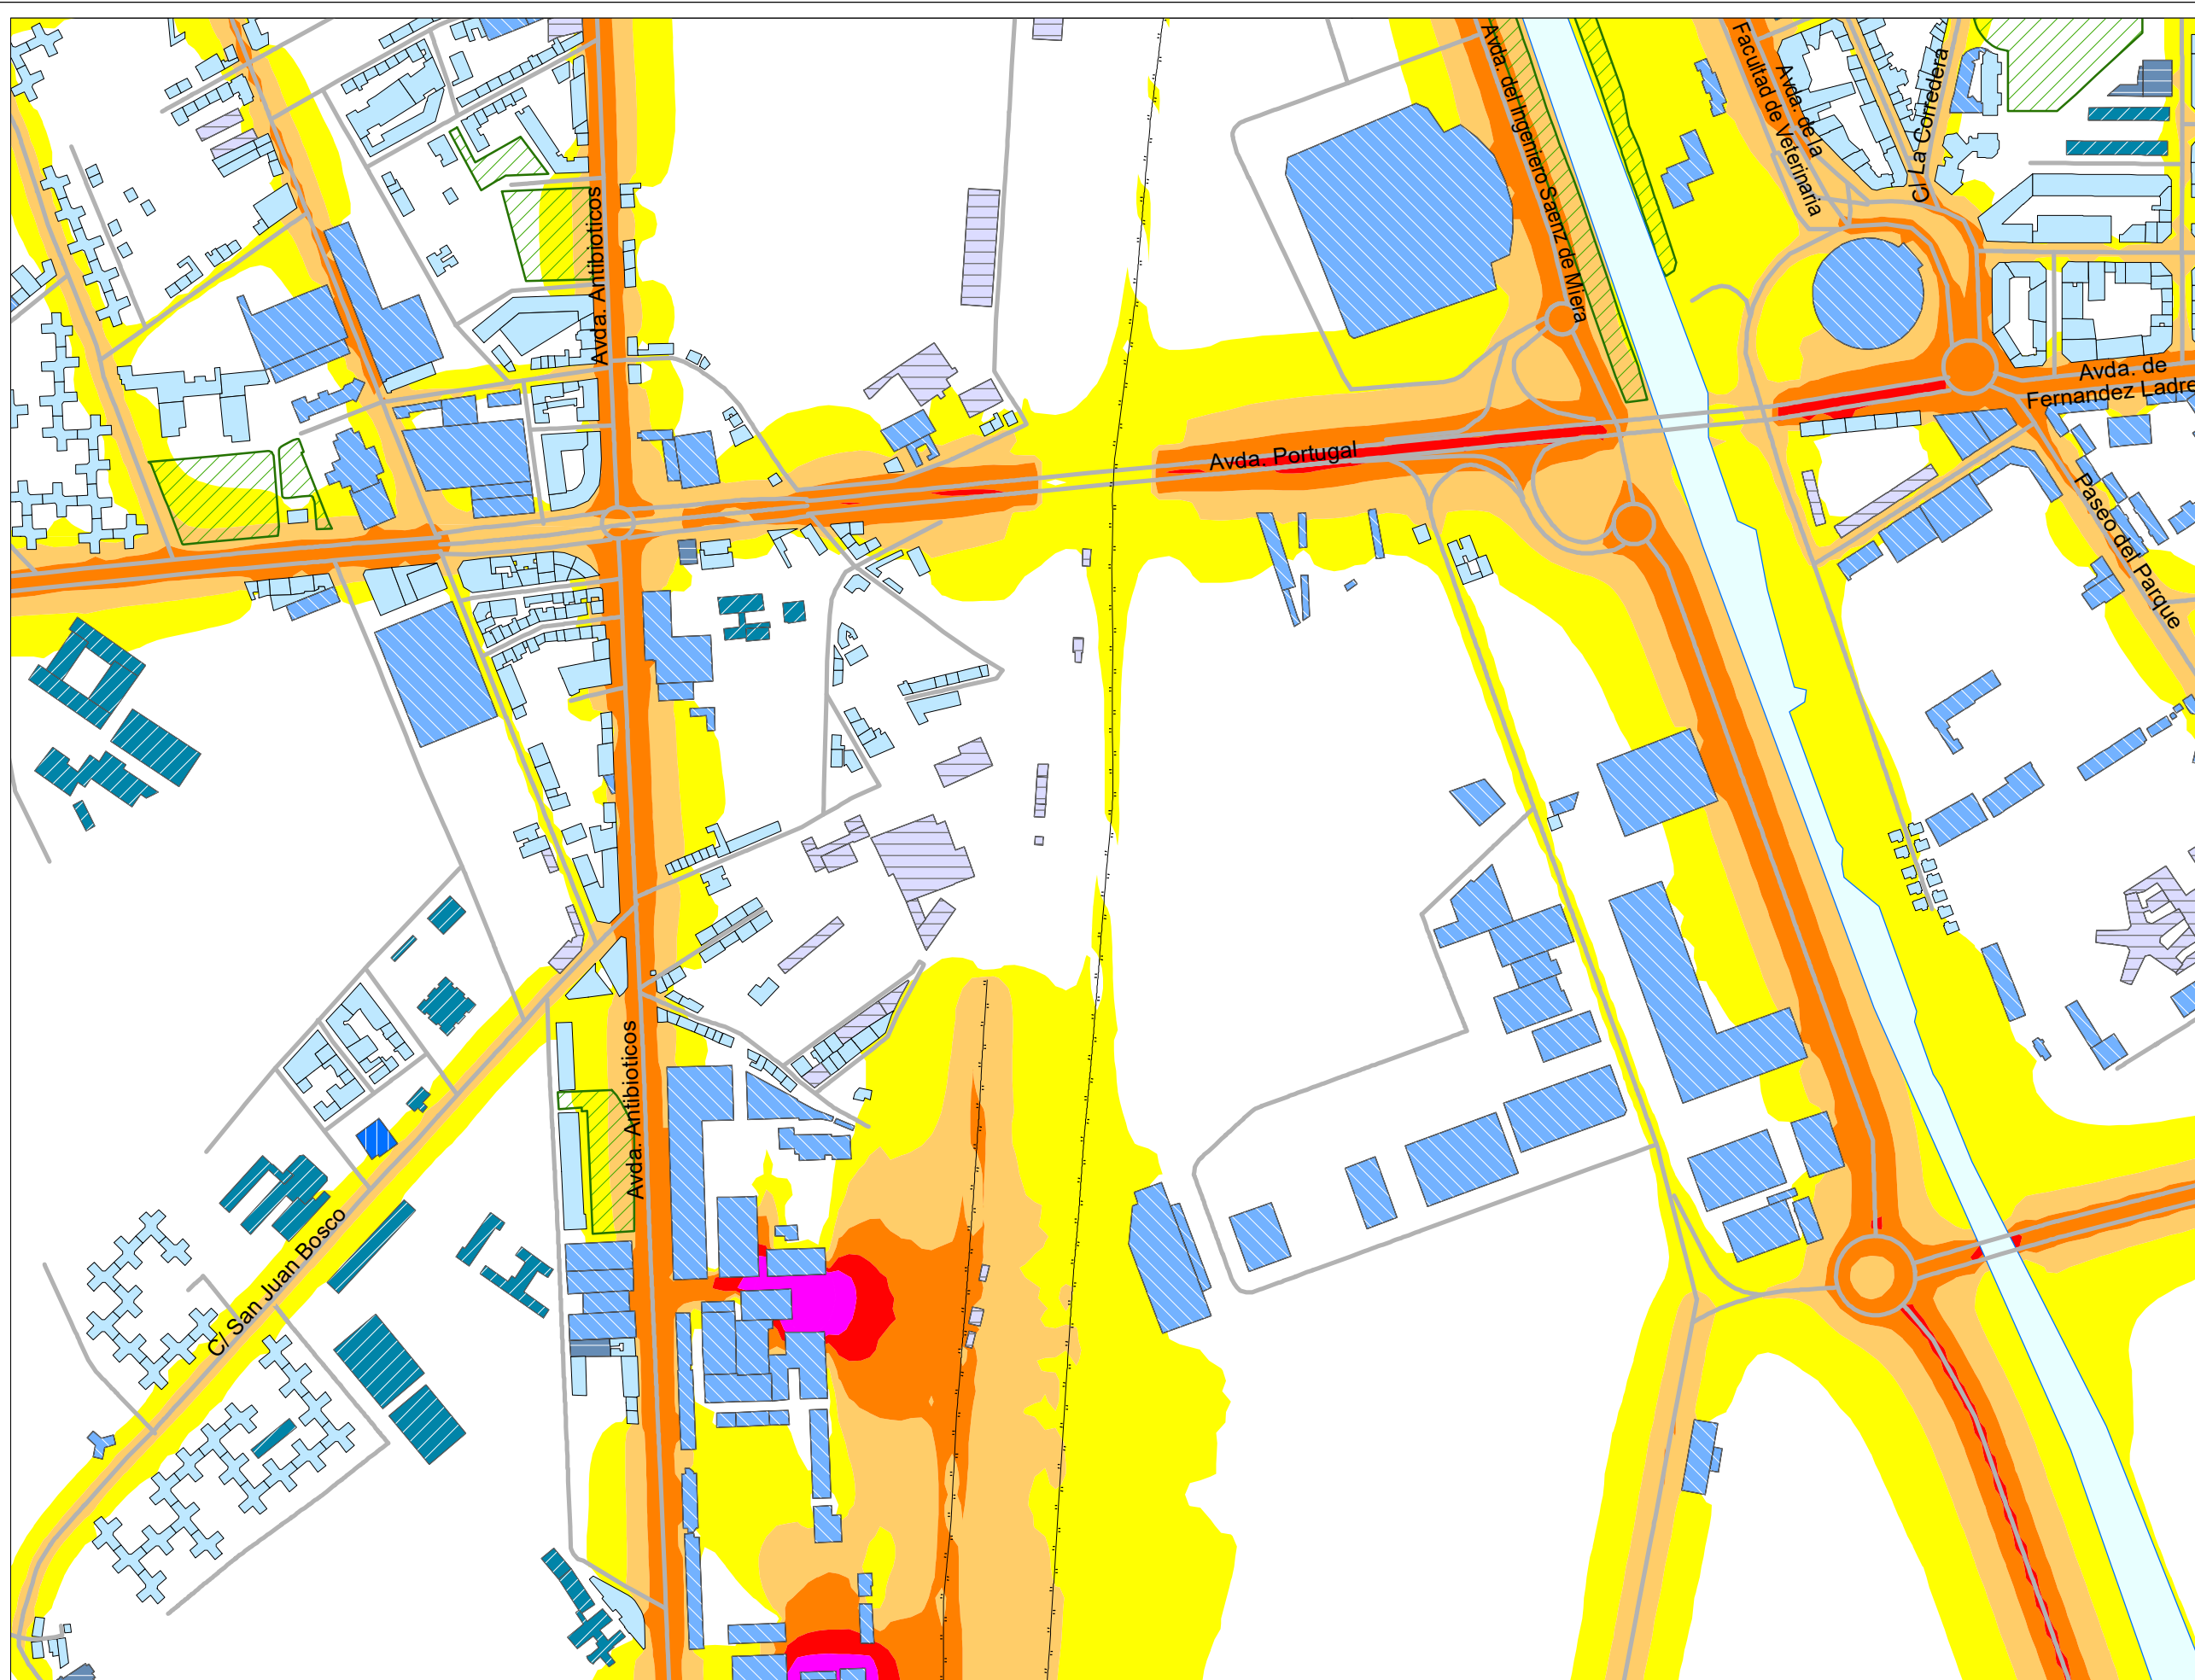 Avda. del Ingeniero Saenz de Miera
Facultad de Veterinaria
Avda. de la
C/ La Corredera
Avda. Antibioticos
Avda. de
Fernandez Ladre
Avda. Portugal
Paseo del Parque
Avda. Antibioticos
C/ San Juan Bosco